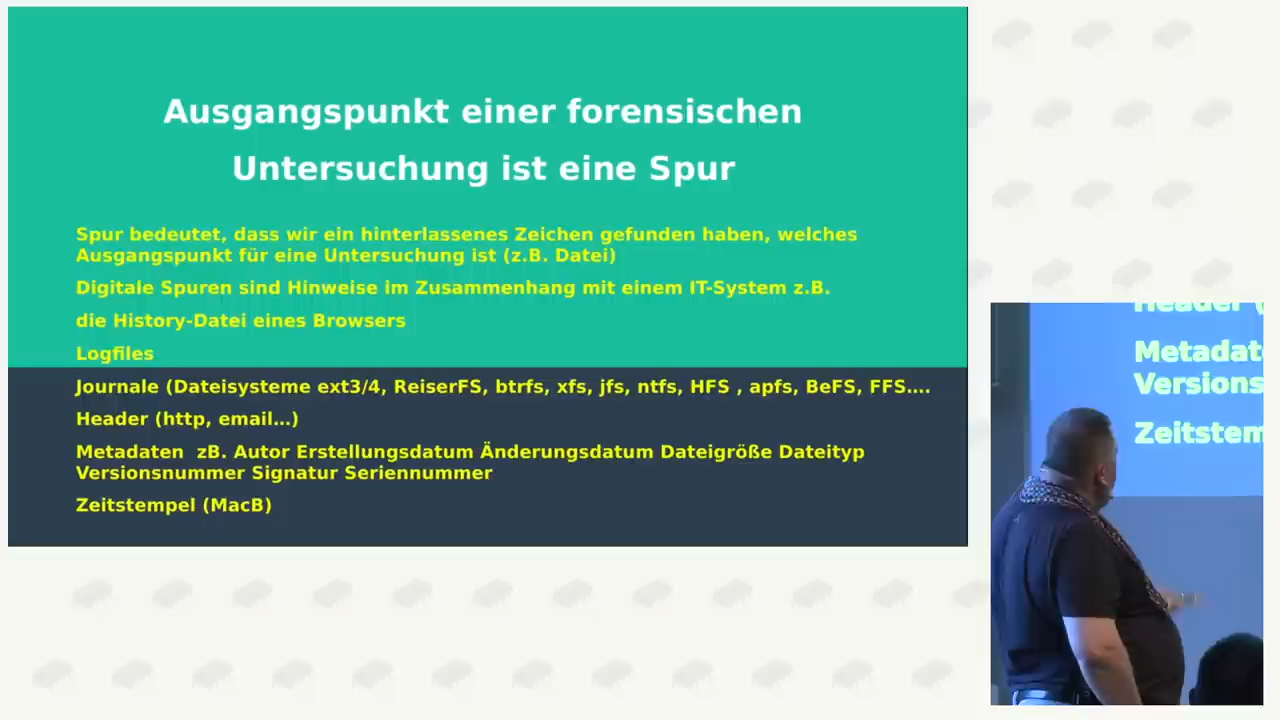 Ausgangspunkt einer forensischen
Untersuchung ist eine Spur
Spur bedeutet, dass wir ein hinterlassenes Zeichen gefunden haben, welches
Ausgangspunkt für eine Untersuchung ist (z.B. Datei)
Digitale Spuren sind Hinweise im Zusammenhang mit einem IT-System z.B.
die History-Datei eines Browsers
Logfiles
Journale (Dateisysteme ext3/4, ReiserFS, btrfs, xfs, jfs, ntfs, HFS , apfs, BeFS, FFS....
Header (http, email...)
Metadaten  zB. Autor Erstellungsdatum Änderungsdatum Dateigröße Dateityp
Versionsnummer Signatur Seriennummer
Zeitstempel (MacB)
Header (
Metadat
Versions
Zeitstem